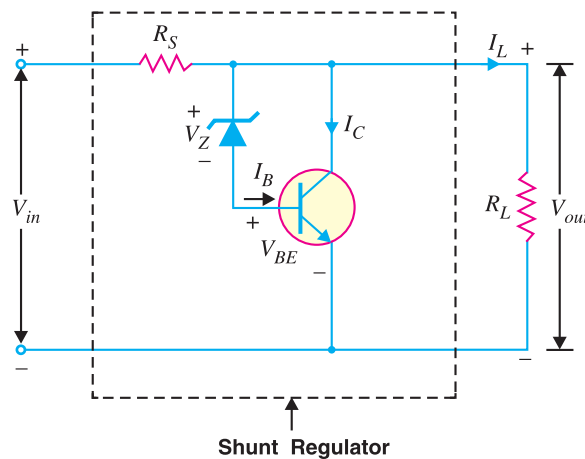 R_S
I_L
+
+
+
V_Z
−
I_C
I_B
+
V_BE
−
V_in
R_L
V_out
−
−
Shunt Regulator